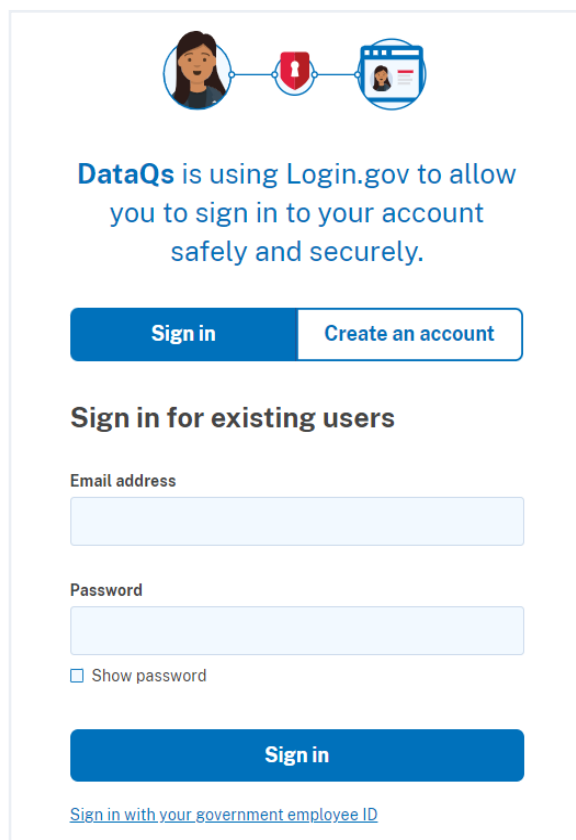 DataQs is using Login.gov to allow
you to sign in to your account
safely and securely.
Sign in
Create an account
Sign in for existing users
Email address
Password
Show password
Sign in
Sign in with your government employee ID